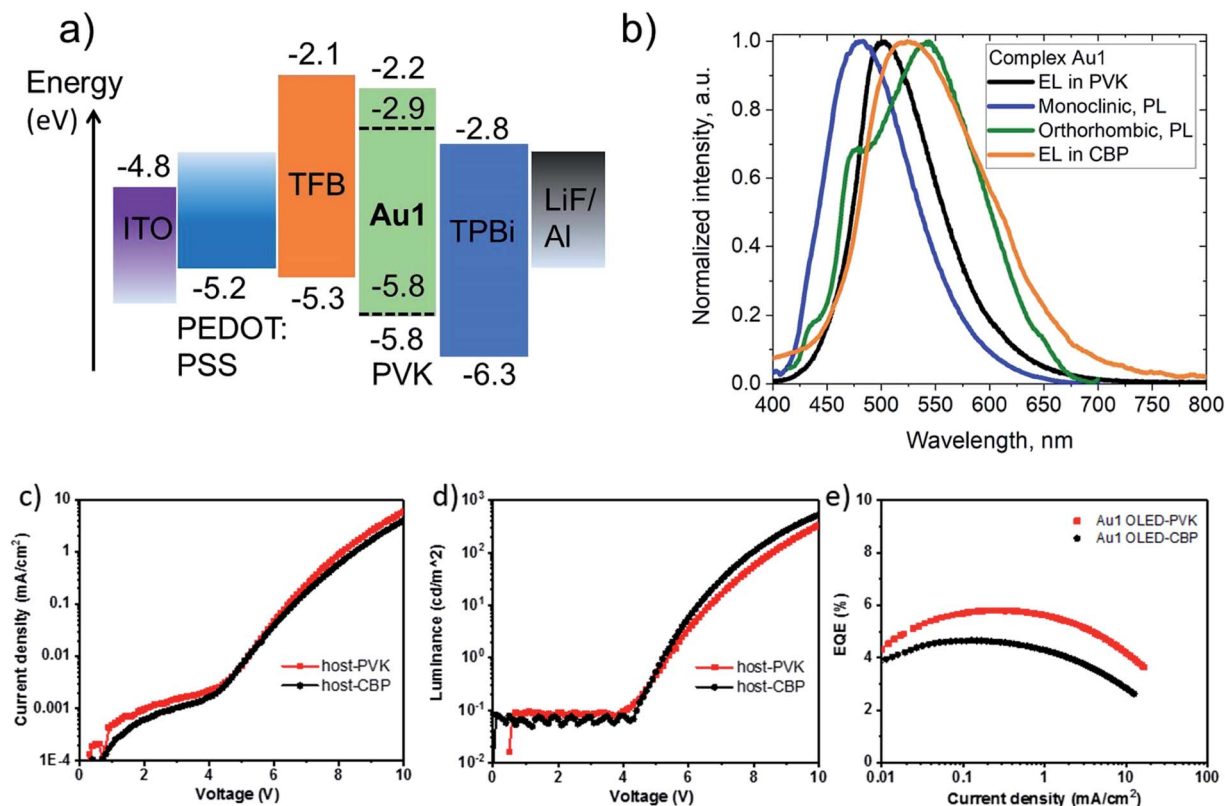 a)
Energy
(eV)
-4.8
ITO
-5.2
PEDOT:
PSS
-2.1
TFB
-5.3
-2.2
-2.9
Au1
-5.8
-5.8
PVK
-2.8
TPBi
-6.3
LiF/
Al
b)
Normalized intensity, a.u.
1.0
0.8
0.6
0.4
0.2
0.0
Complex Au1
EL in PVK
Monoclinic, PL
Orthorhombic, PL
EL in CBP
400 450 500 550 600 650 700 750 800
Wavelength, nm
c)
Current density (mA/cm²)
10
1
0.1
0.01
0.001
1E-4
host-PVK
host-CBP
0 2 4 6 8 10
Voltage (V)
d)
Luminance (cd/m^2)
10³
10²
10¹
10⁰
10⁻¹
10⁻²
host-PVK
host-CBP
0 2 4 6 8 10
Voltage (V)
e)
EQE (%)
10
8
6
4
2
0
Au1 OLED-PVK
Au1 OLED-CBP
0.01 0.1 1 10 100
Current density (mA/cm²)